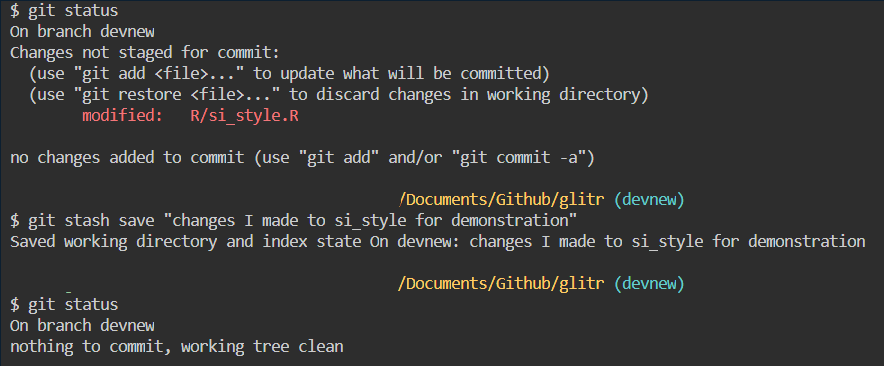 $ git status
On branch devnew
Changes not staged for commit:
  (use "git add <file>..." to update what will be committed)
  (use "git restore <file>..." to discard changes in working directory)
        modified:   R/si_style.R
no changes added to commit (use "git add" and/or "git commit -a")
/Documents/Github/glitr (devnew)
$ git stash save "changes I made to si_style for demonstration"
Saved working directory and index state On devnew: changes I made to si_style for demonstration
/Documents/Github/glitr (devnew)
$ git status
On branch devnew
nothing to commit, working tree clean